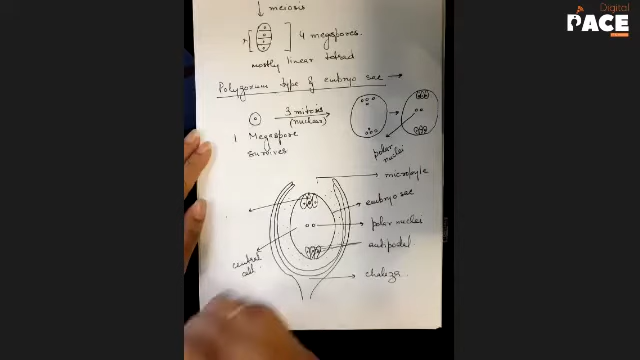 Digital
PACE
meiosis
4 megaspores.
mostly linear tetrad
Polygonum type of embryo sac
3 mitosis
(nuclear)
1 Megaspore
Survives
polar
nuclei
micropyle
embryo sac
polar nuclei
antipodal
central
cell
chalaza